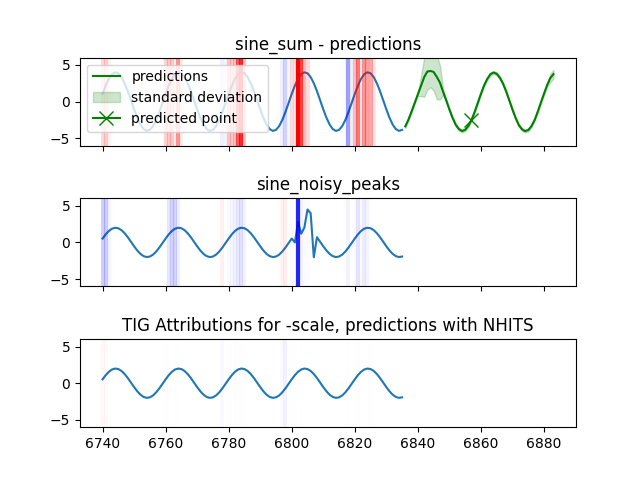 sine_sum - predictions
5
0
−5
predictions
standard deviation
predicted point
sine_noisy_peaks
5
0
−5
TIG Attributions for -scale, predictions with NHITS
5
0
−5
6740 6760 6780 6800 6820 6840 6860 6880